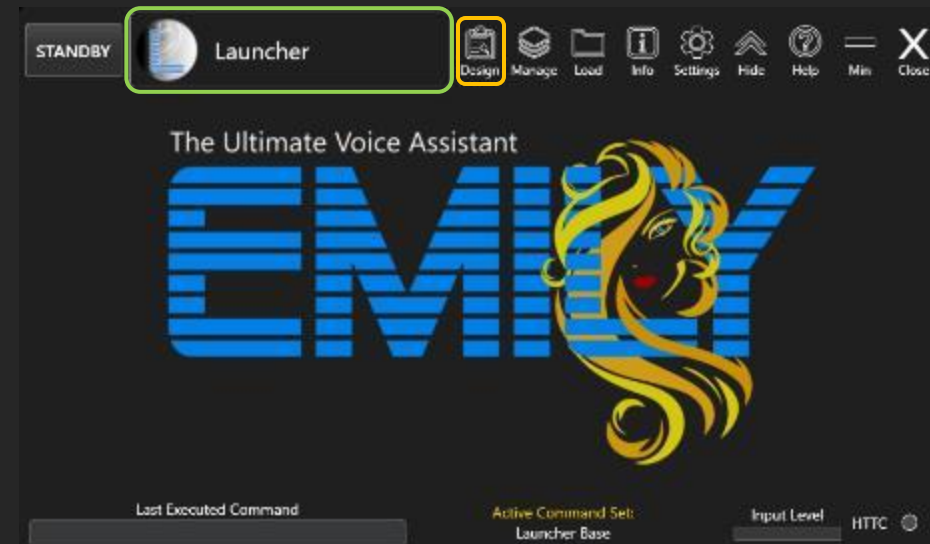 STANDBY
Launcher
Design
Manage
Load
Info
Settings
Hide
Help
Min
Close
The Ultimate Voice Assistant
EMILY
Last Executed Command
Active Command Set:
Launcher Base
Input Level
HTTC